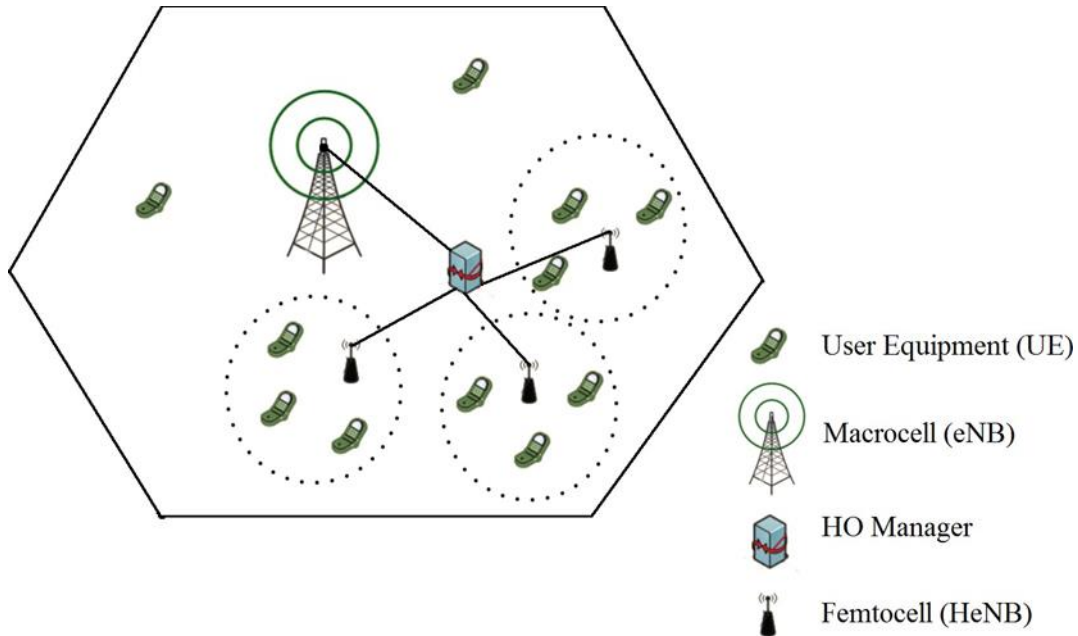 User Equipment (UE)
Macrocell (eNB)
HO Manager
Femtocell (HeNB)